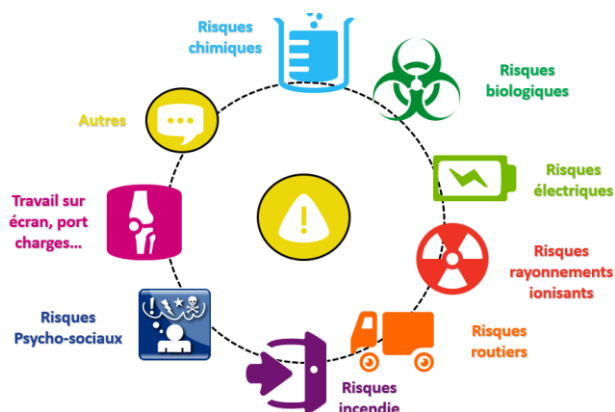 Risques
chimiques
Risques
biologiques
Risques
électriques
Risques
rayonnements
ionisants
Risques
routiers
Risques
incendie
Risques
Psycho-sociaux
Travail sur
écran, port
charges...
Autres